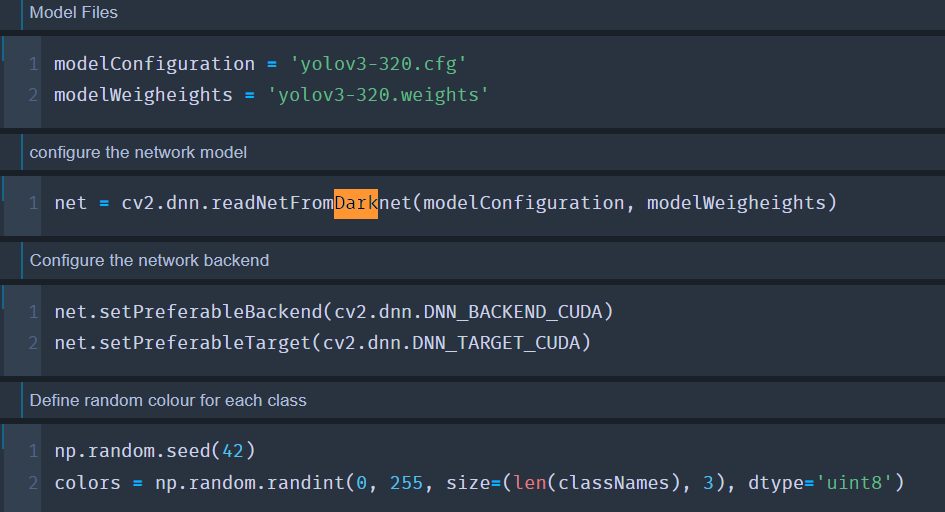 Model Files
1 modelConfiguration = 'yolov3-320.cfg'
2 modelWeigheights = 'yolov3-320.weights'
configure the network model
1 net = cv2.dnn.readNetFromDarknet(modelConfiguration, modelWeigheights)
Configure the network backend
1 net.setPreferableBackend(cv2.dnn.DNN_BACKEND_CUDA)
2 net.setPreferableTarget(cv2.dnn.DNN_TARGET_CUDA)
Define random colour for each class
1 np.random.seed(42)
2 colors = np.random.randint(0, 255, size=(len(classNames), 3), dtype='uint8')